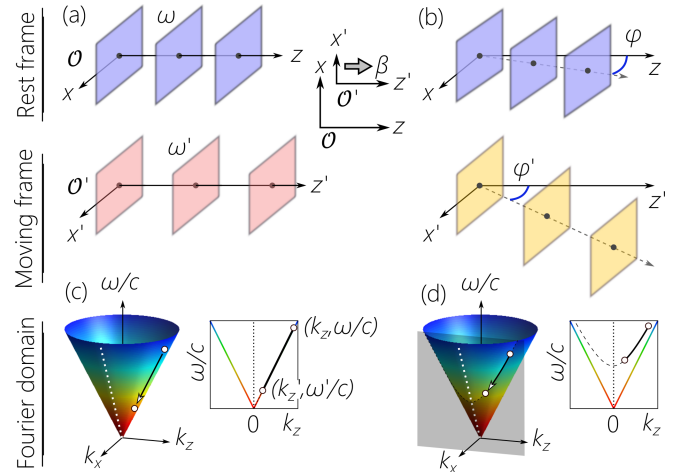 Rest frame
(a)
ω
𝒪
x
z
x'
x
β
z'
𝒪'
𝒪
z
(b)
φ
x
z
Moving frame
ω'
𝒪'
x'
z'
φ'
x'
z'
Fourier domain
(c)
ω/c
k_x
k_z
ω/c
(k_z,ω/c)
(k_z',ω'/c)
0
k_z
(d)
ω/c
k_x
k_z
ω/c
0
k_z